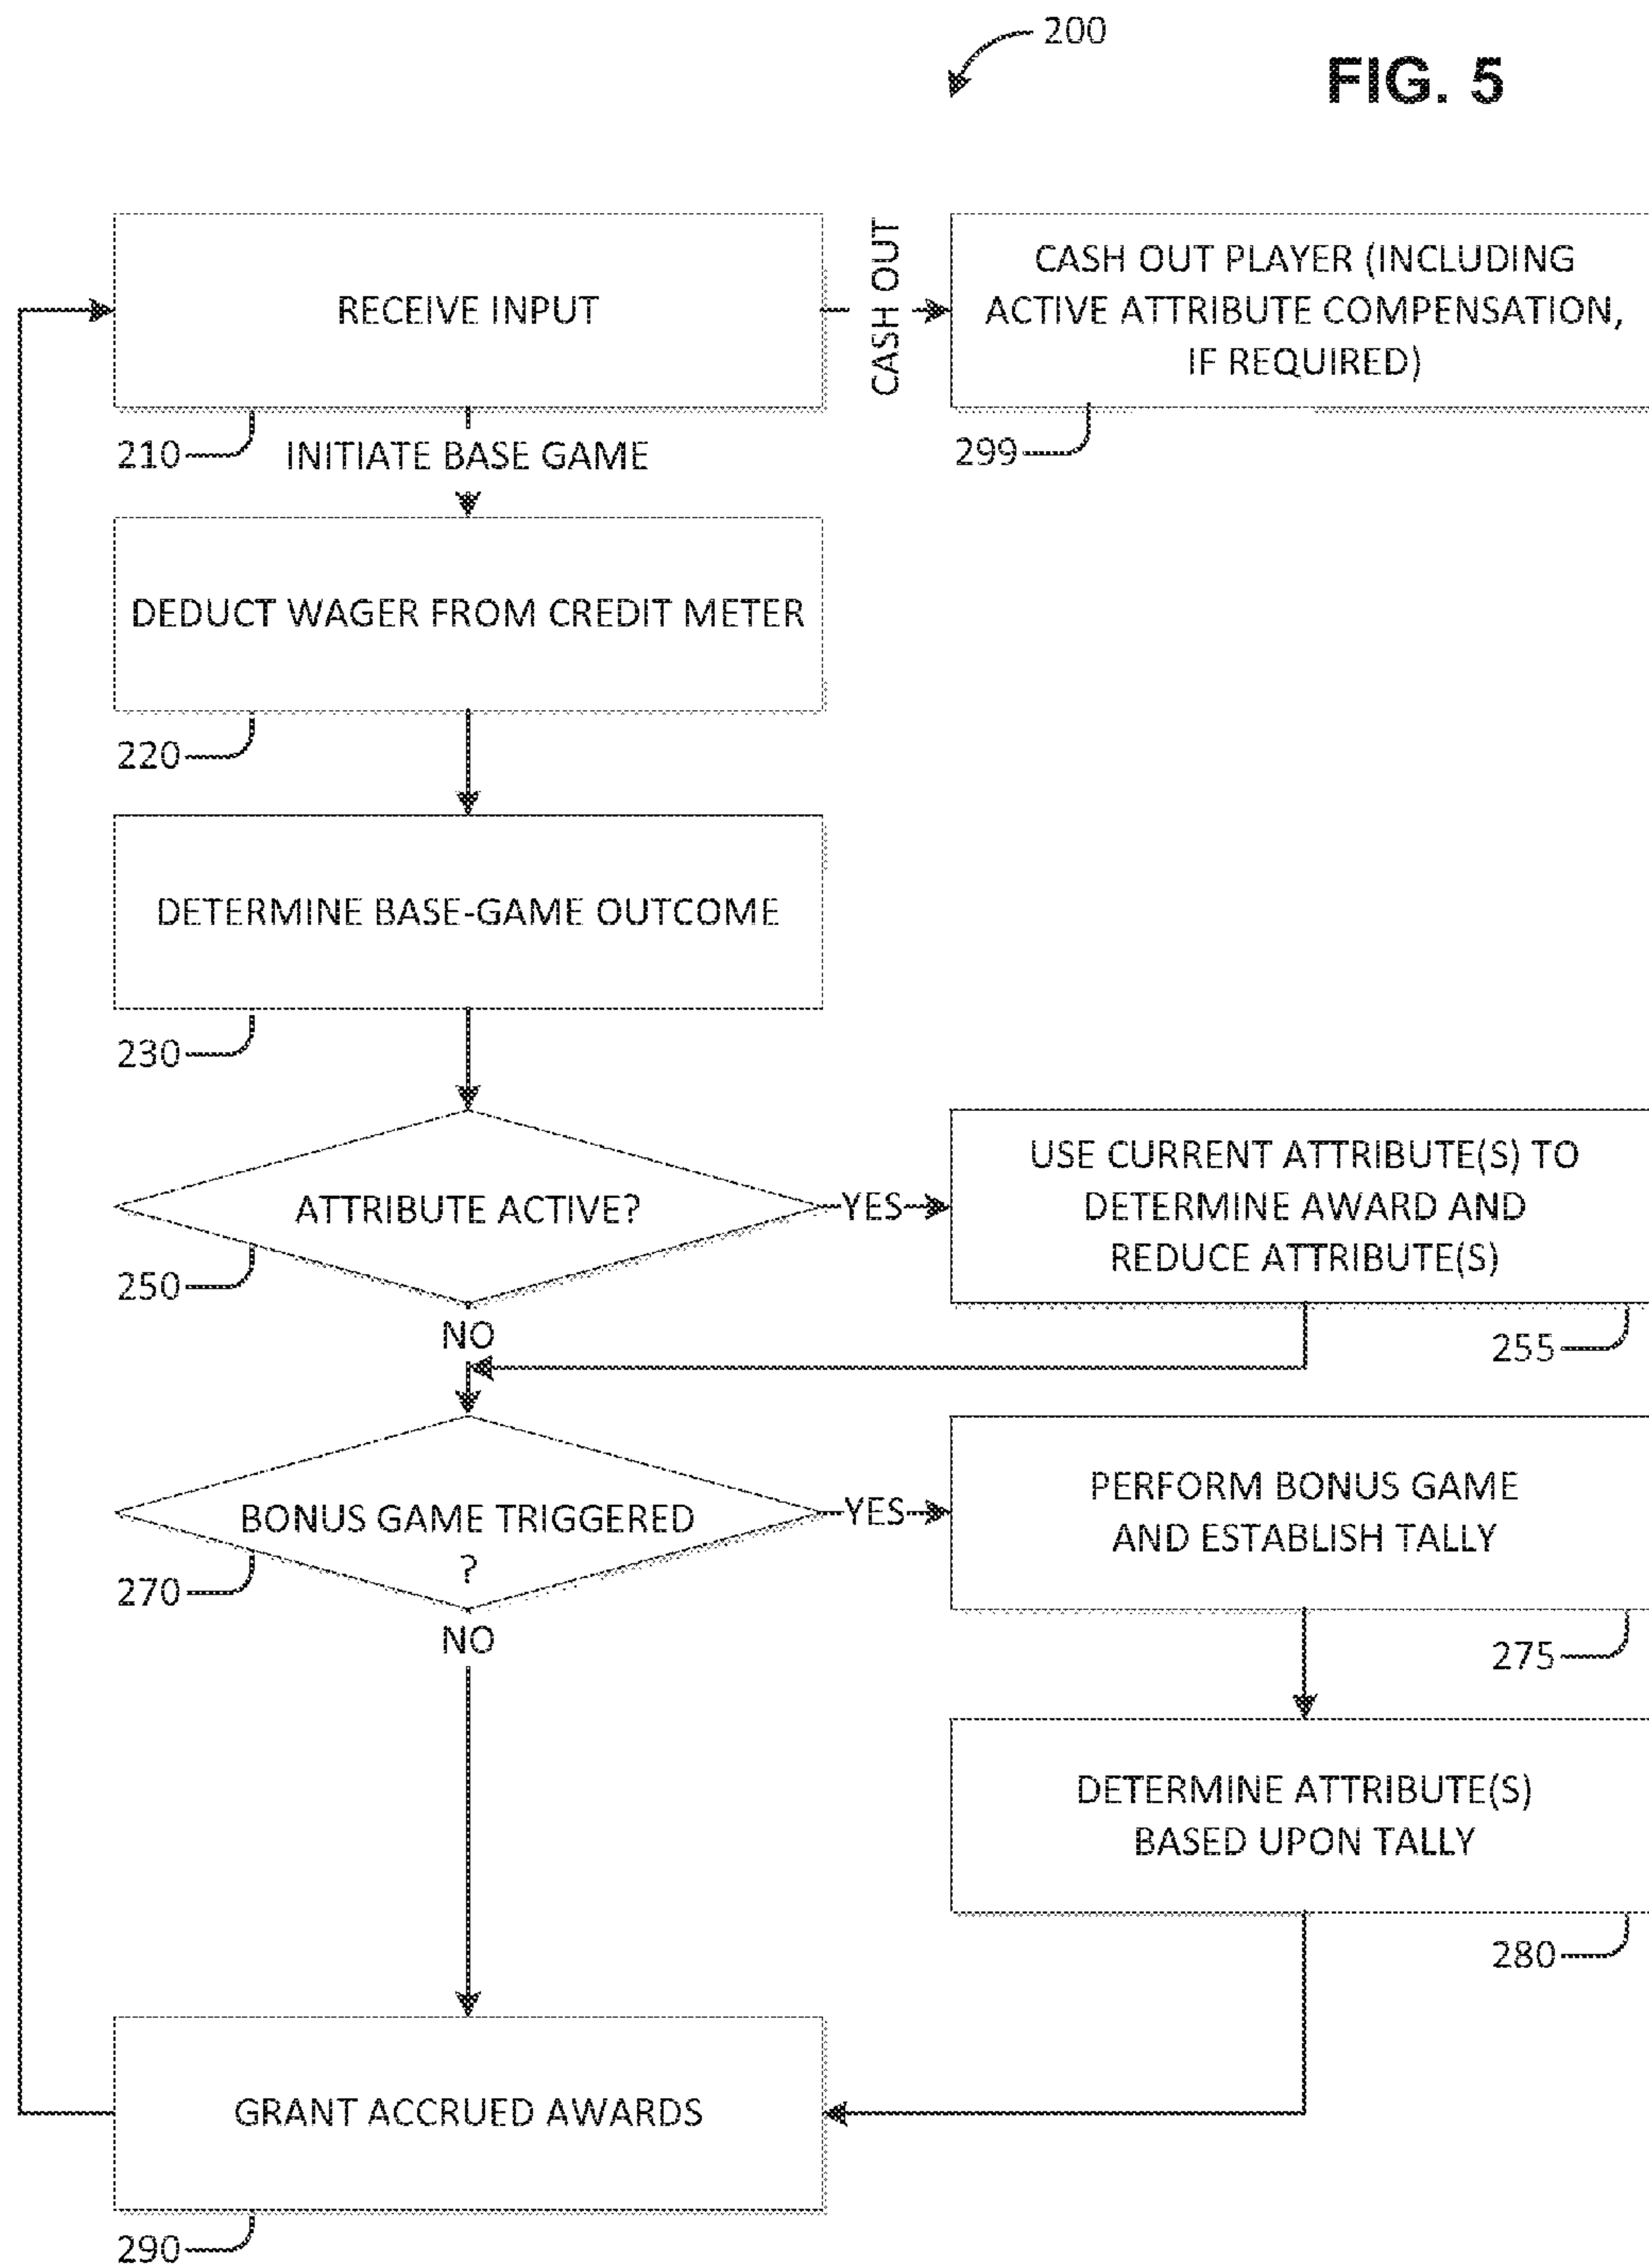 200
FIG. 5
RECEIVE INPUT
CASH OUT
CASH OUT PLAYER (INCLUDING
ACTIVE ATTRIBUTE COMPENSATION,
IF REQUIRED)
210
INITIATE BASE GAME
299
DEDUCT WAGER FROM CREDIT METER
220
DETERMINE BASE-GAME OUTCOME
230
ATTRIBUTE ACTIVE?
YES
USE CURRENT ATTRIBUTE(S) TO
DETERMINE AWARD AND
REDUCE ATTRIBUTE(S)
250
NO
255
BONUS GAME TRIGGERED
?
YES
PERFORM BONUS GAME
AND ESTABLISH TALLY
270
NO
275
DETERMINE ATTRIBUTE(S)
BASED UPON TALLY
280
GRANT ACCRUED AWARDS
290